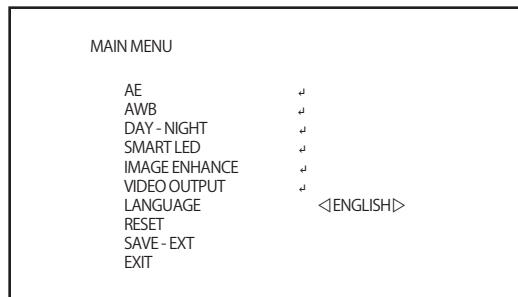 MAIN MENU
AE ↵
AWB ↵
DAY - NIGHT ↵
SMART LED ↵
IMAGE ENHANCE ↵
VIDEO OUTPUT ↵
LANGUAGE ◁ENGLISH▷
RESET
SAVE - EXT
EXIT